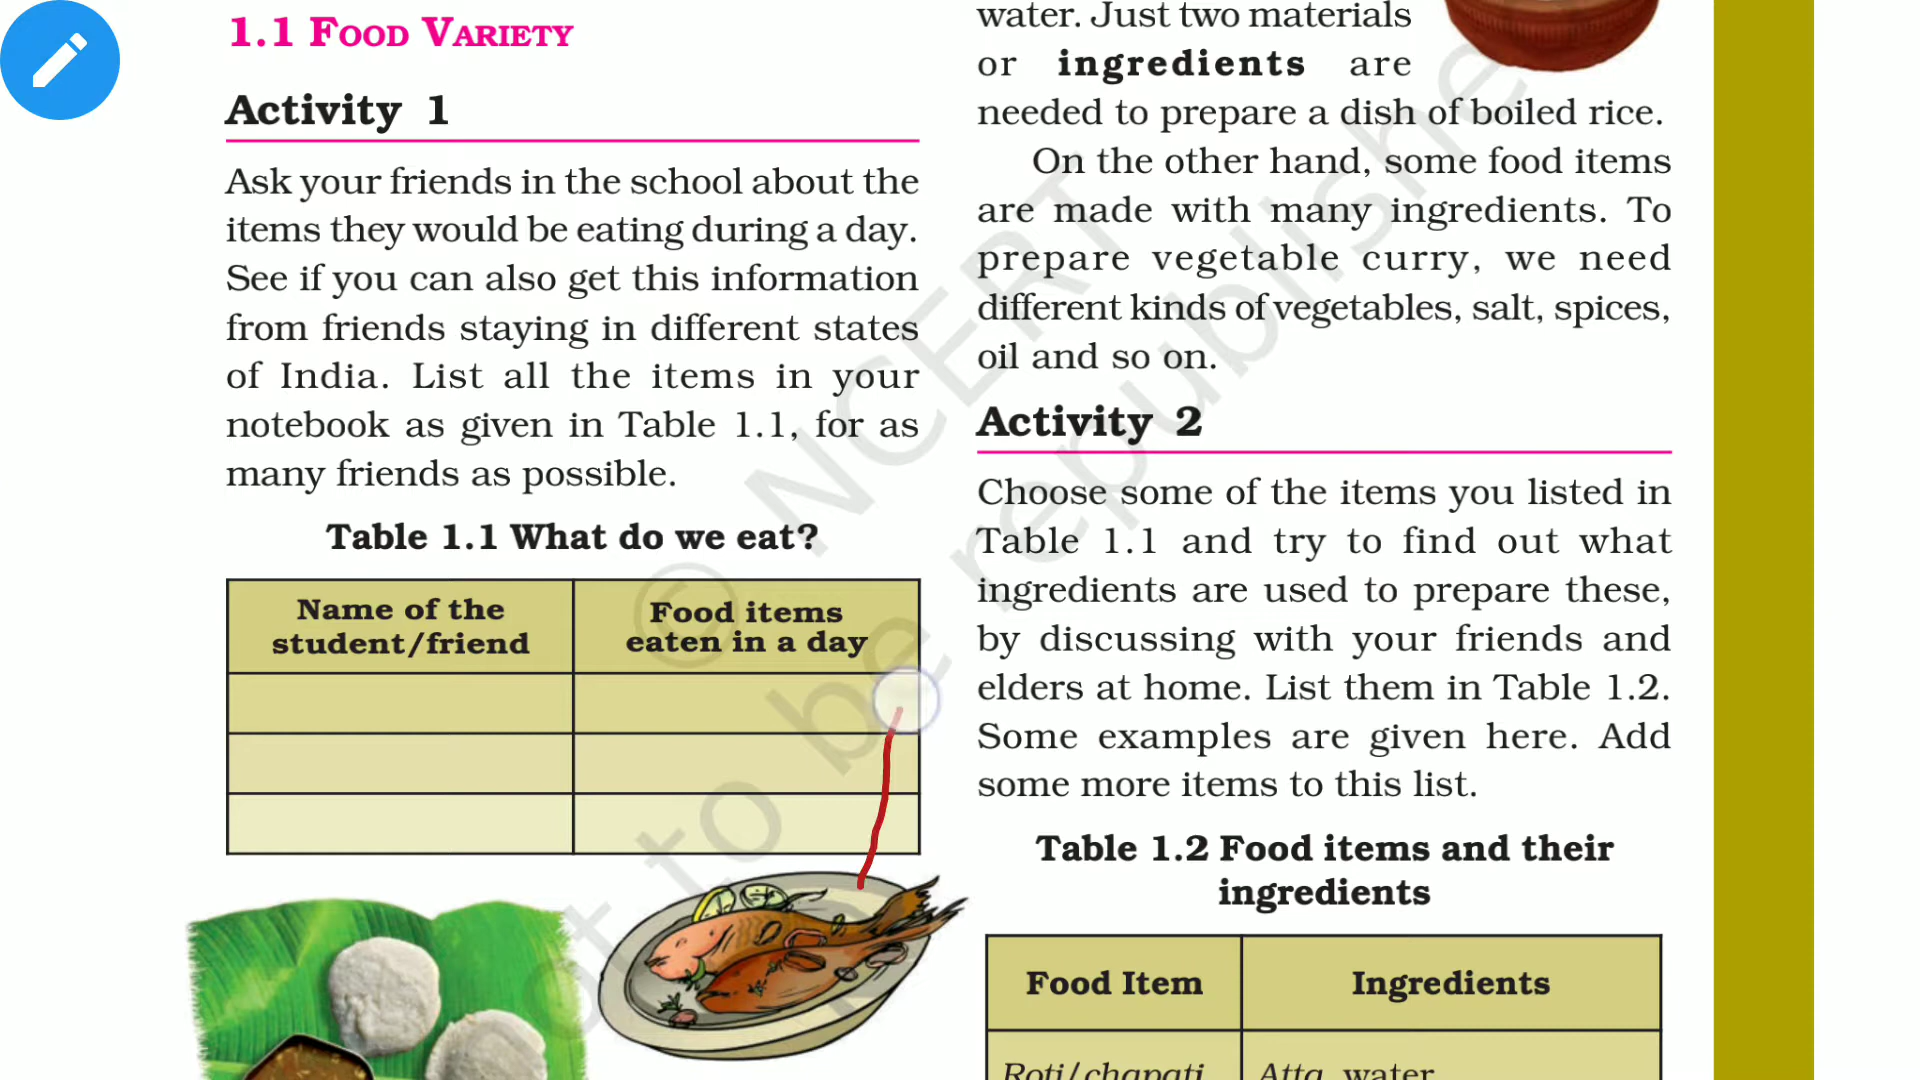 1.1 FOOD VARIETY
Activity 1
Ask your friends in the school about the
items they would be eating during a day.
See if you can also get this information
from friends staying in different states
of India. List all the items in your
notebook as given in Table 1.1, for as
many friends as possible.
Table 1.1 What do we eat?
Name of the
student/friend
Food items
eaten in a day
water. Just two materials
or ingredients are
needed to prepare a dish of boiled rice.
On the other hand, some food items
are made with many ingredients. To
prepare vegetable curry, we need
different kinds of vegetables, salt, spices,
oil and so on.
Activity 2
Choose some of the items you listed in
Table 1.1 and try to find out what
ingredients are used to prepare these,
by discussing with your friends and
elders at home. List them in Table 1.2.
Some examples are given here. Add
some more items to this list.
Table 1.2 Food items and their
ingredients
Food Item
Ingredients
Roti/chapati
Atta, water
© NCERT
not to be republishe